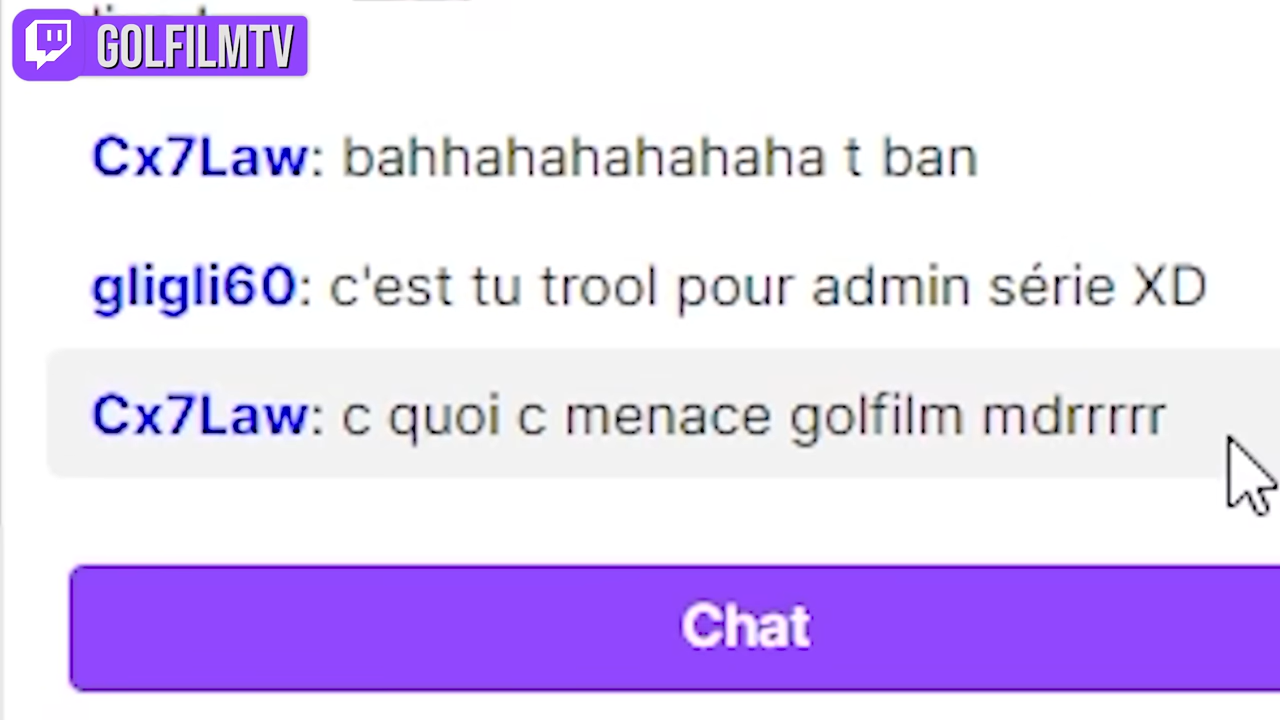 GOLFILMTV
Cx7Law: bahhahahahahaha t ban
gligli60: c'est tu trool pour admin série XD
Cx7Law: c quoi c menace golfilm mdrrrrr
Chat